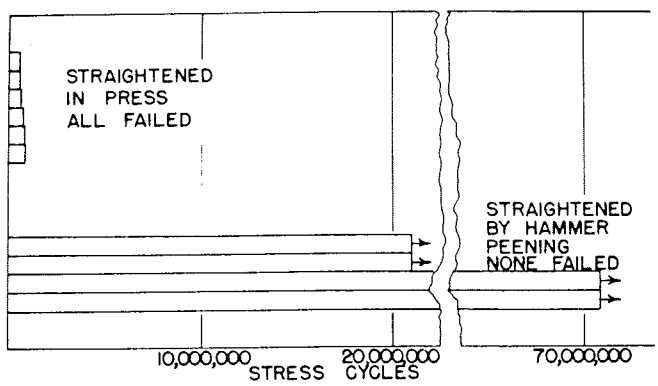 STRAIGHTENED
IN PRESS
ALL FAILED
STRAIGHTENED
BY HAMMER
PEENING
NONE FAILED
10,000,000
20,000,000
70,000,000
STRESS CYCLES